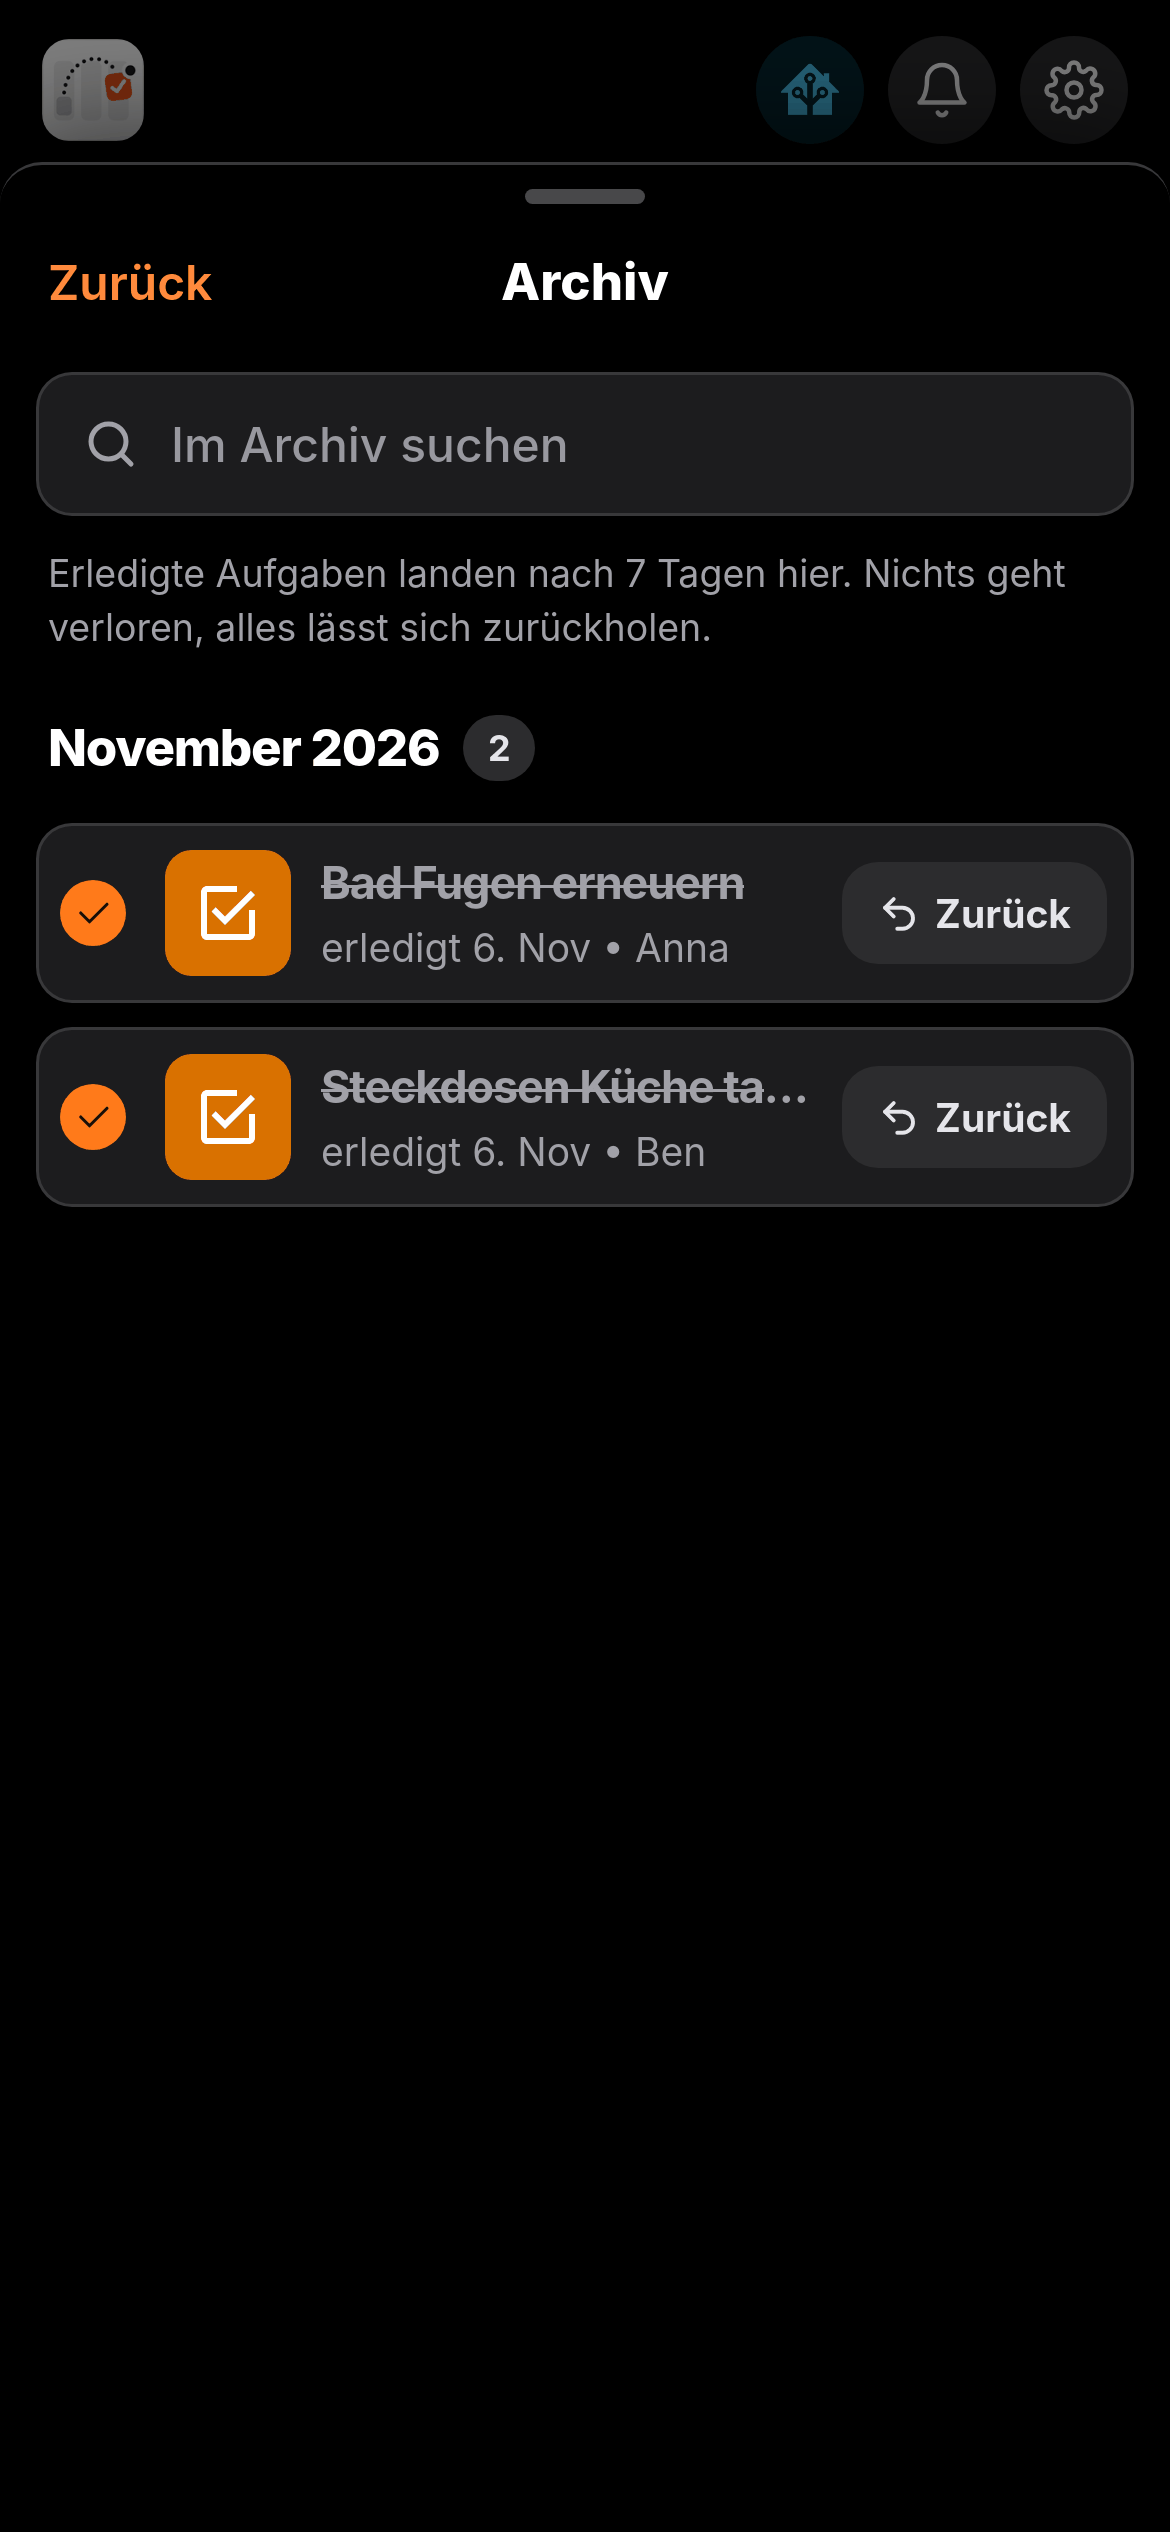 Zurück
Archiv
Im Archiv suchen
Erledigte Aufgaben landen nach 7 Tagen hier. Nichts geht
verloren, alles lässt sich zurückholen.
November 2026 2
Bad Fugen erneuern
erledigt 6. Nov • Anna
Zurück
Steckdosen Küche ta...
erledigt 6. Nov • Ben
Zurück